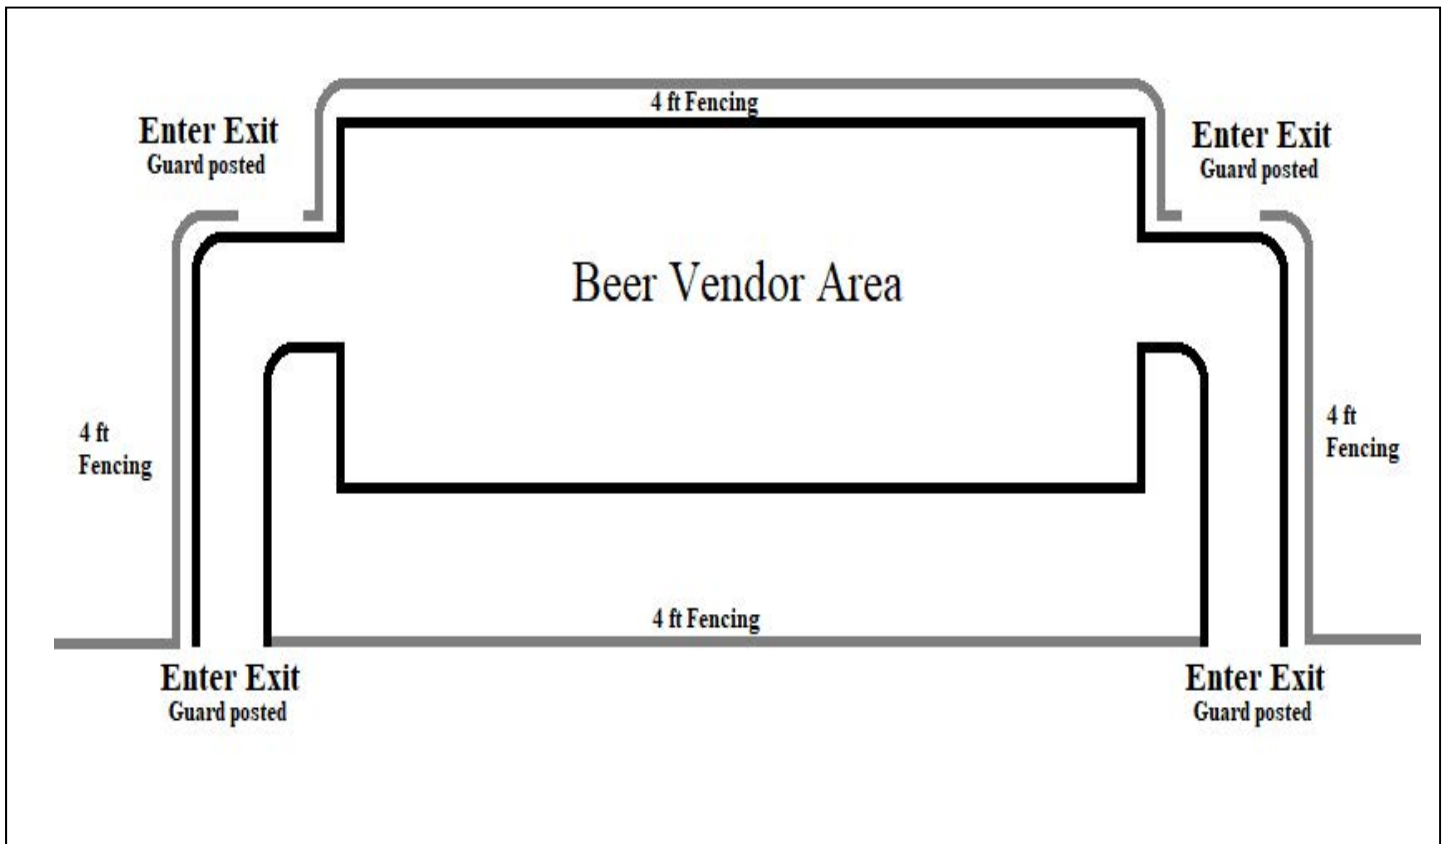 4 ft Fencing
Enter Exit
Guard posted
Enter Exit
Guard posted
Beer Vendor Area
4 ft
Fencing
4 ft
Fencing
4 ft Fencing
Enter Exit
Guard posted
Enter Exit
Guard posted